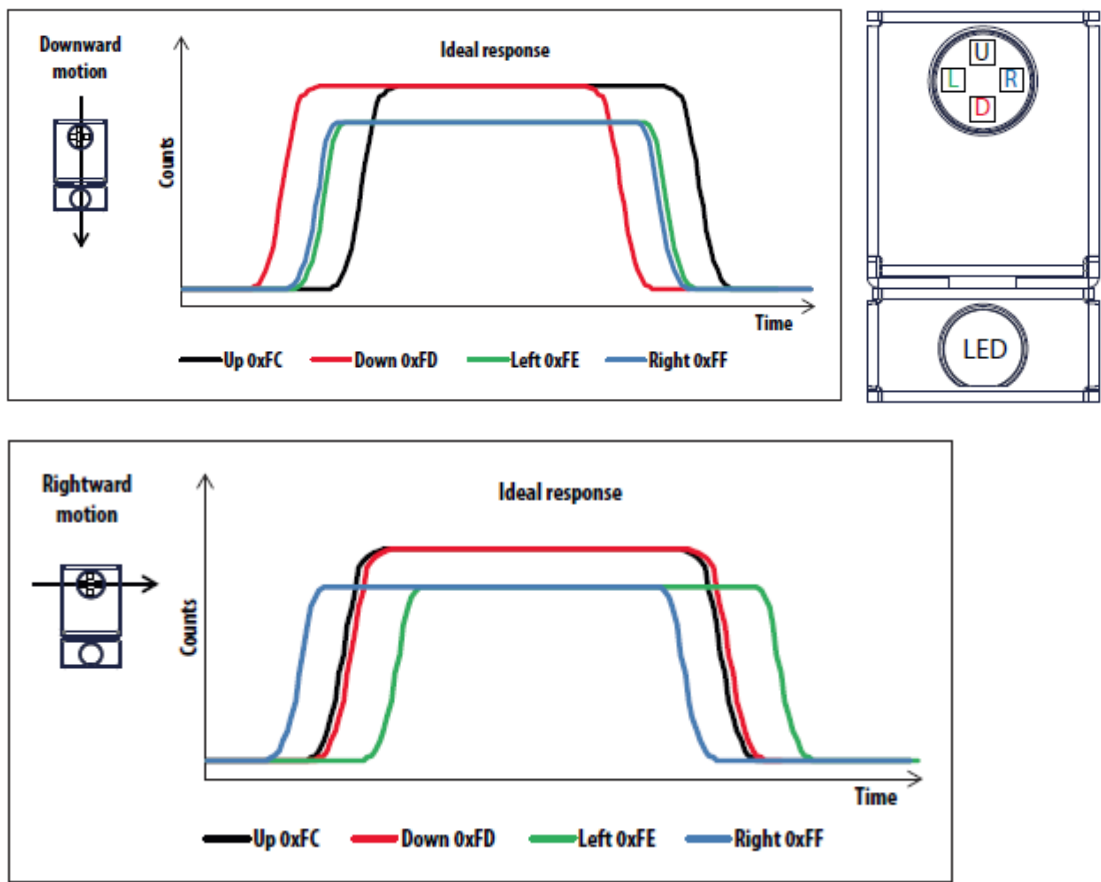 Downward
motion
Ideal response
Counts
Time
Up 0xFC Down 0xFD Left 0xFE Right 0xFF
U
L R
D
LED
Rightward
motion
Ideal response
Counts
Time
Up 0xFC Down 0xFD Left 0xFE Right 0xFF